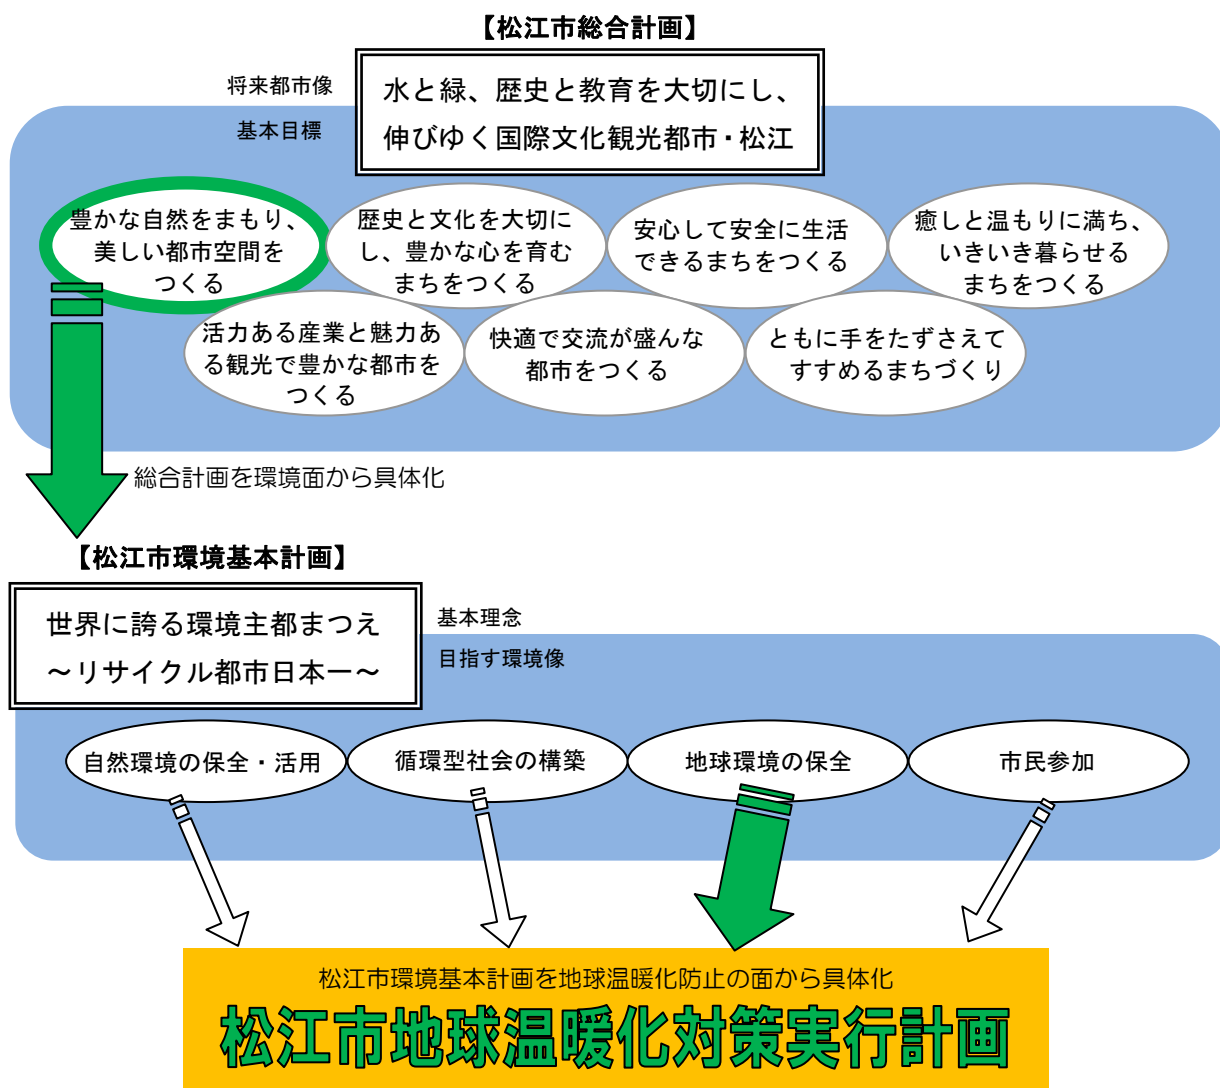 【松江市総合計画】
将来都市像
水と緑、歴史と教育を大切にし、
伸びゆく国際文化観光都市・松江
基本目標
豊かな自然をまもり、
美しい都市空間を
つくる
歴史と文化を大切に
し、豊かな心を育む
まちをつくる
安心して安全に生活
できるまちをつくる
癒しと温もりに満ち、
いきいき暮らせる
まちをつくる
活力ある産業と魅力あ
る観光で豊かな都市を
つくる
快適で交流が盛んな
都市をつくる
ともに手をたずさえて
すすめるまちづくり
総合計画を環境面から具体化
【松江市環境基本計画】
世界に誇る環境主都まつえ
～リサイクル都市日本一～
基本理念
目指す環境像
自然環境の保全・活用
循環型社会の構築
地球環境の保全
市民参加
松江市環境基本計画を地球温暖化防止の面から具体化
松江市地球温暖化対策実行計画